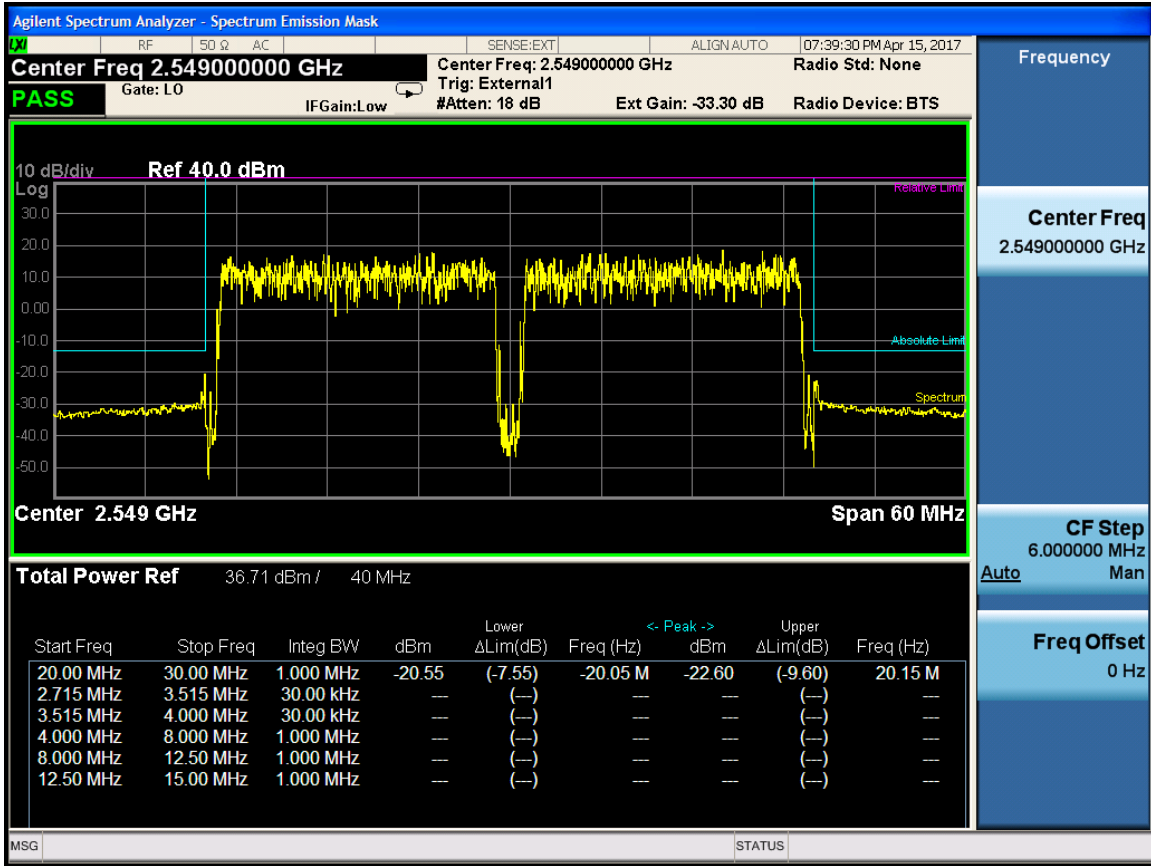 Agilent Spectrum Analyzer - Spectrum Emission Mask
LXI RF 50 Ω AC SENSE:EXT ALIGN AUTO 07:39:30 PM Apr 15, 2017
Center Freq 2.549000000 GHz Center Freq: 2.549000000 GHz Radio Std: None
PASS Gate: LO IFGain:Low Trig: External1
#Atten: 18 dB Ext Gain: -33.30 dB Radio Device: BTS
10 dB/div Ref 40.0 dBm
Log
Relative Limit
30.0
20.0
10.0
0.00
-10.0
Absolute Limit
-20.0
-30.0
Spectrum
-40.0
-50.0
Center 2.549 GHz Span 60 MHz
Total Power Ref 36.71 dBm / 40 MHz
Lower <- Peak -> Upper
Start Freq Stop Freq Integ BW dBm ΔLim(dB) Freq (Hz) dBm ΔLim(dB) Freq (Hz)
20.00 MHz 30.00 MHz 1.000 MHz -20.55 (-7.55) -20.05 M -22.60 (-9.60) 20.15 M
2.715 MHz 3.515 MHz 30.00 kHz --- (---) --- --- (---) ---
3.515 MHz 4.000 MHz 30.00 kHz --- (---) --- --- (---) ---
4.000 MHz 8.000 MHz 1.000 MHz --- (---) --- --- (---) ---
8.000 MHz 12.50 MHz 1.000 MHz --- (---) --- --- (---) ---
12.50 MHz 15.00 MHz 1.000 MHz --- (---) --- --- (---) ---
MSG STATUS
Frequency
Center Freq
2.549000000 GHz
CF Step
6.000000 MHz
Auto Man
Freq Offset
0 Hz